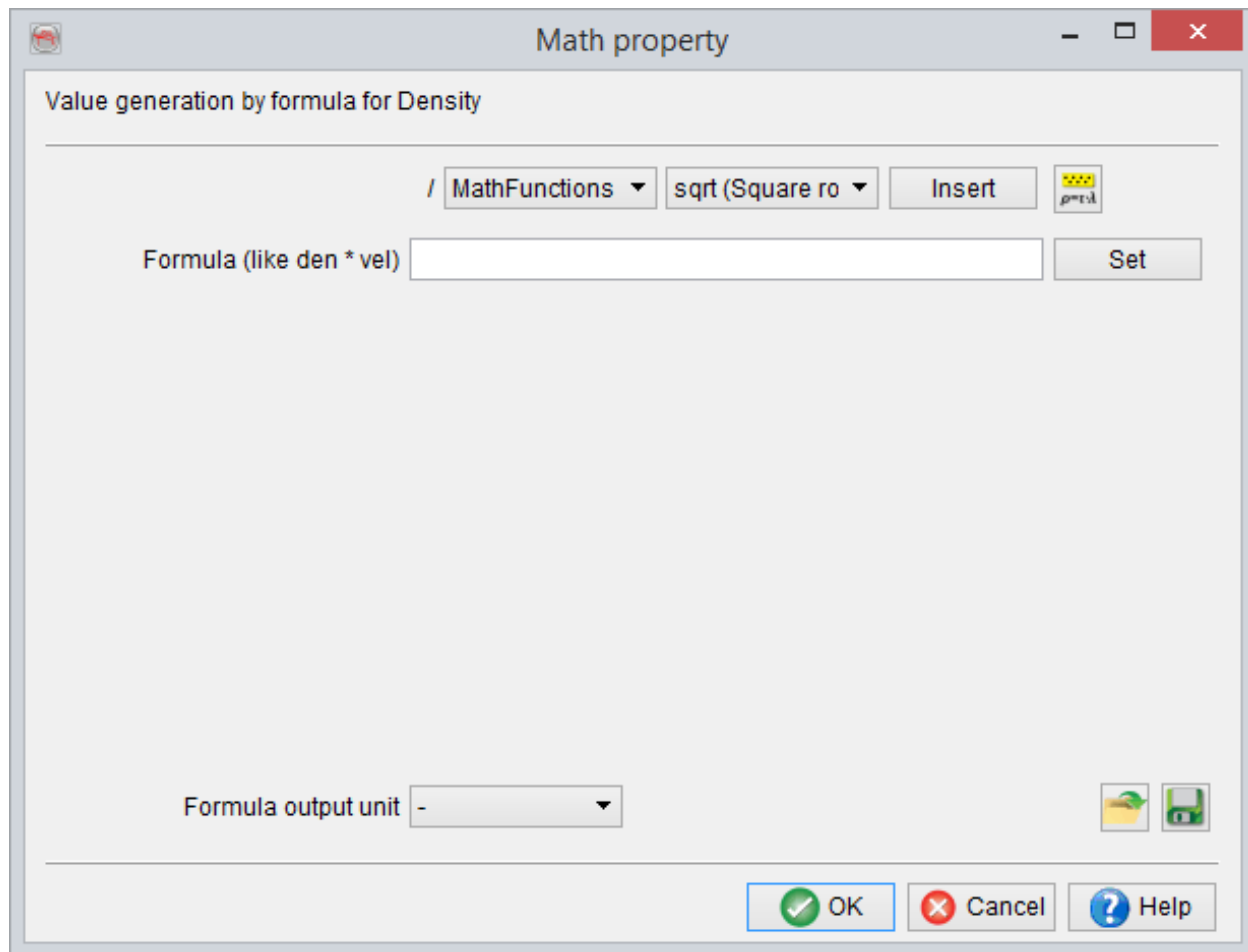 Math property
Value generation by formula for Density
/ MathFunctions sqrt (Square ro Insert
ρ=τ·λ
Formula (like den * vel) Set
Formula output unit -
OK Cancel Help